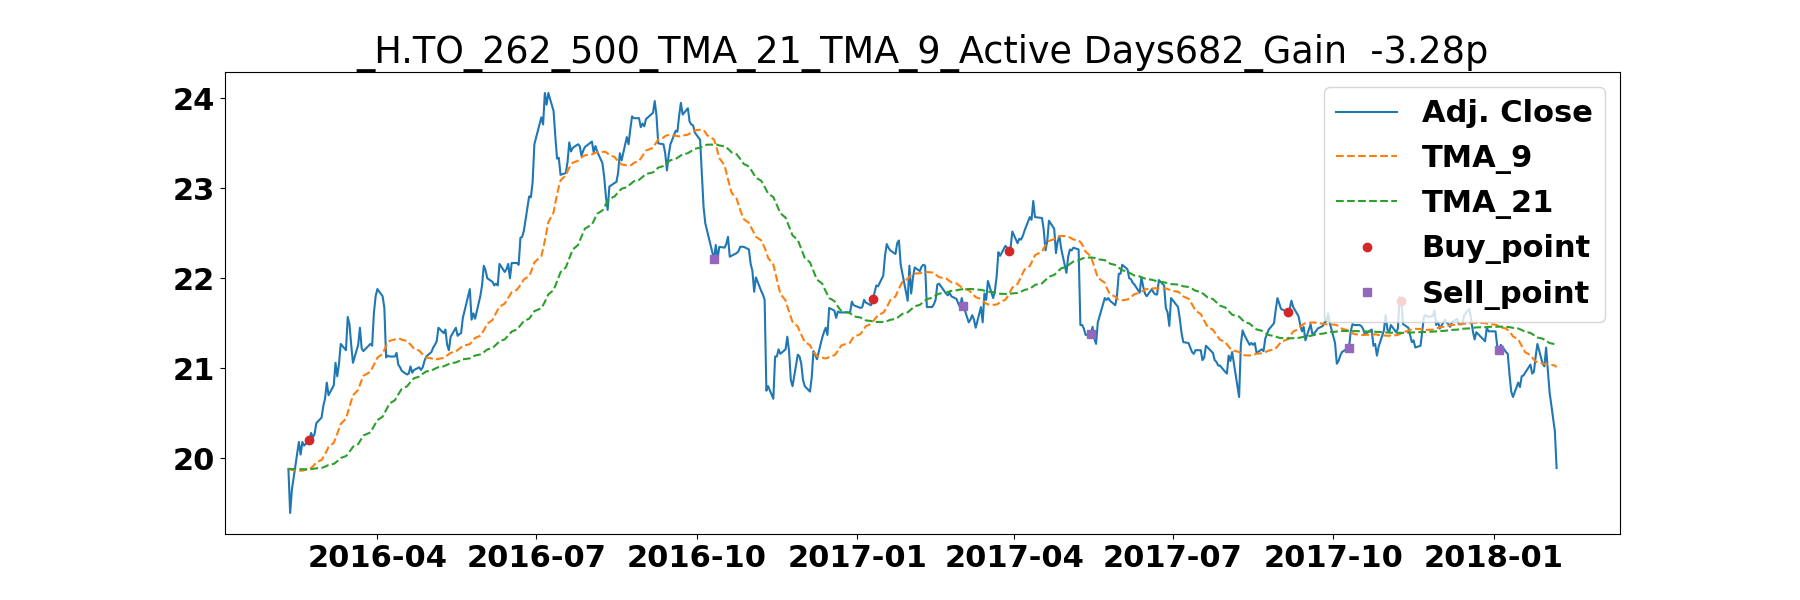 _H.TO_262_500_TMA_21_TMA_9_Active Days682_Gain  -3.28p
24
23
22
21
20
Adj. Close
TMA_9
TMA_21
Buy_point
Sell_point
2016-04 2016-07 2016-10 2017-01 2017-04 2017-07 2017-10 2018-01